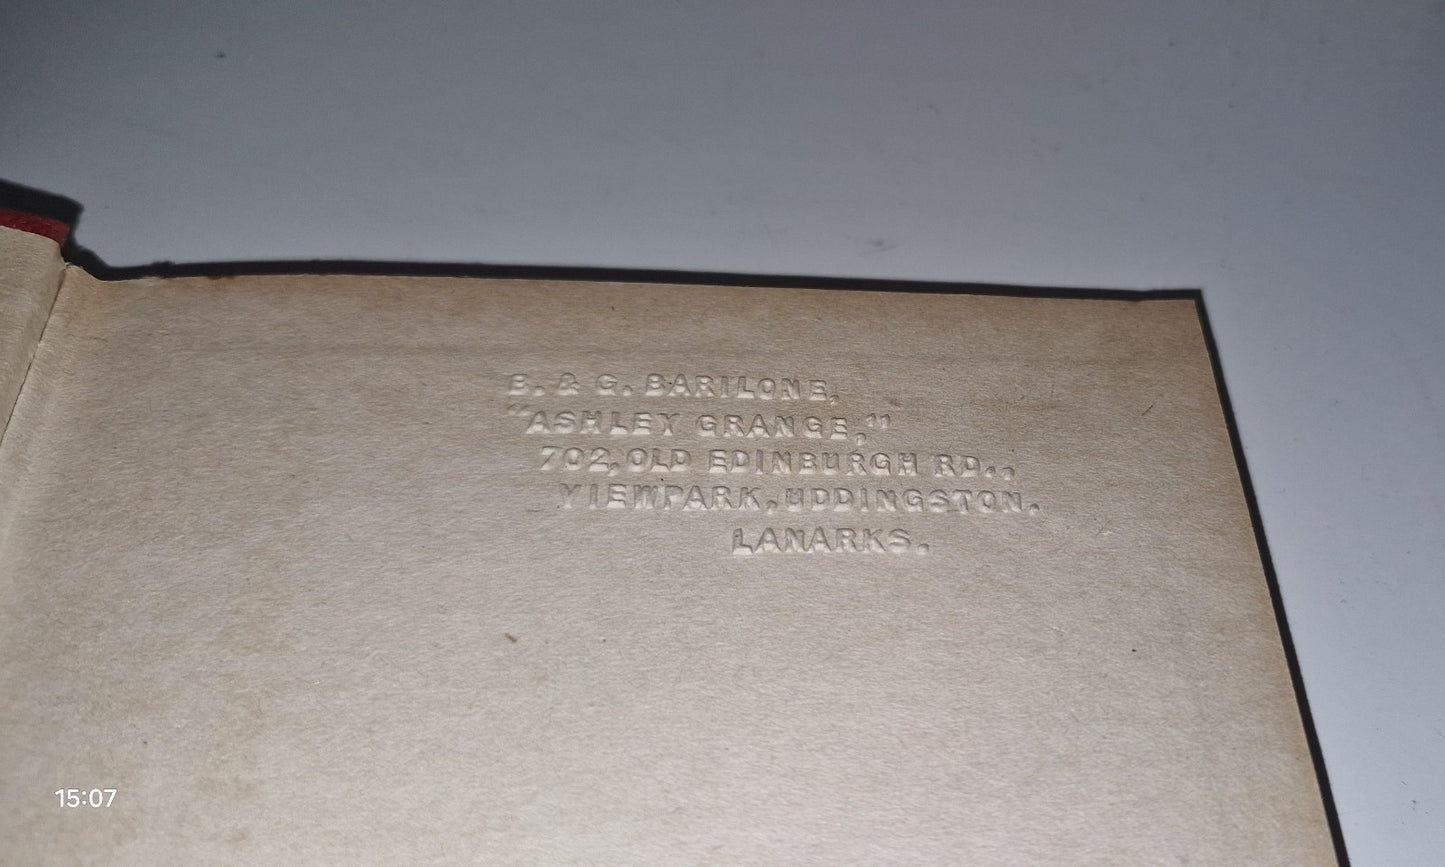 B. & G. BARILONE,
"ASHLEY GRANGE,"
702, OLD EDINBURGH RD.,
VIEWPARK, UDDINGSTON.
LANARKS.
15:07